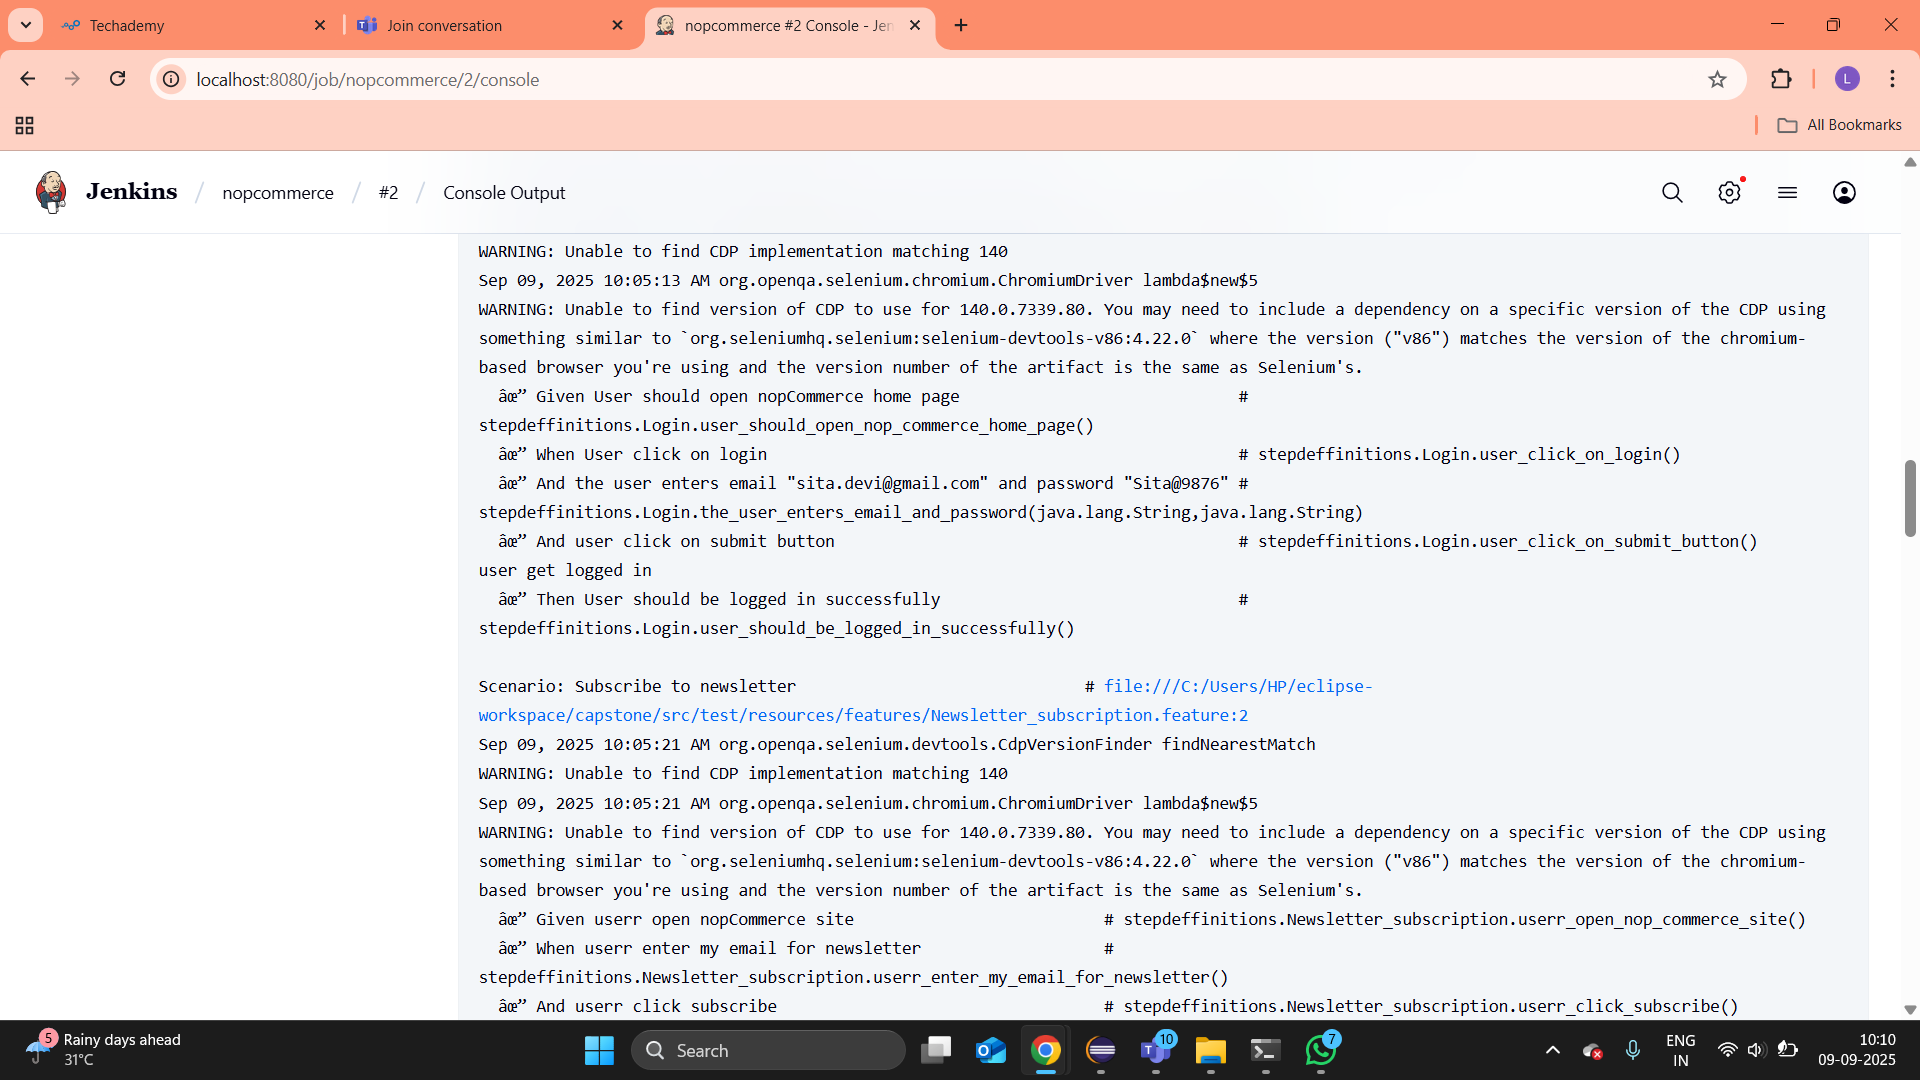 Techademy
Join conversation
nopcommerce #2 Console - Jen
localhost:8080/job/nopcommerce/2/console
L
All Bookmarks
Jenkins / nopcommerce / #2 / Console Output
WARNING: Unable to find CDP implementation matching 140
Sep 09, 2025 10:05:13 AM org.openqa.selenium.chromium.ChromiumDriver lambda$new$5
WARNING: Unable to find version of CDP to use for 140.0.7339.80. You may need to include a dependency on a specific version of the CDP using
something similar to `org.seleniumhq.selenium:selenium-devtools-v86:4.22.0` where the version ("v86") matches the version of the chromium-
based browser you're using and the version number of the artifact is the same as Selenium's.
âœ” Given User should open nopCommerce home page #
stepdeffinitions.Login.user_should_open_nop_commerce_home_page()
âœ” When User click on login # stepdeffinitions.Login.user_click_on_login()
âœ” And the user enters email "sita.devi@gmail.com" and password "Sita@9876" #
stepdeffinitions.Login.the_user_enters_email_and_password(java.lang.String,java.lang.String)
âœ” And user click on submit button # stepdeffinitions.Login.user_click_on_submit_button()
user get logged in
âœ” Then User should be logged in successfully #
stepdeffinitions.Login.user_should_be_logged_in_successfully()
Scenario: Subscribe to newsletter # file:///C:/Users/HP/eclipse-
workspace/capstone/src/test/resources/features/Newsletter_subscription.feature:2
Sep 09, 2025 10:05:21 AM org.openqa.selenium.devtools.CdpVersionFinder findNearestMatch
WARNING: Unable to find CDP implementation matching 140
Sep 09, 2025 10:05:21 AM org.openqa.selenium.chromium.ChromiumDriver lambda$new$5
WARNING: Unable to find version of CDP to use for 140.0.7339.80. You may need to include a dependency on a specific version of the CDP using
something similar to `org.seleniumhq.selenium:selenium-devtools-v86:4.22.0` where the version ("v86") matches the version of the chromium-
based browser you're using and the version number of the artifact is the same as Selenium's.
âœ” Given userr open nopCommerce site # stepdeffinitions.Newsletter_subscription.userr_open_nop_commerce_site()
âœ” When userr enter my email for newsletter #
stepdeffinitions.Newsletter_subscription.userr_enter_my_email_for_newsletter()
âœ” And userr click subscribe # stepdeffinitions.Newsletter_subscription.userr_click_subscribe()
5
Rainy days ahead
31°C
Search
10
7
ENG
IN
10:10
09-09-2025